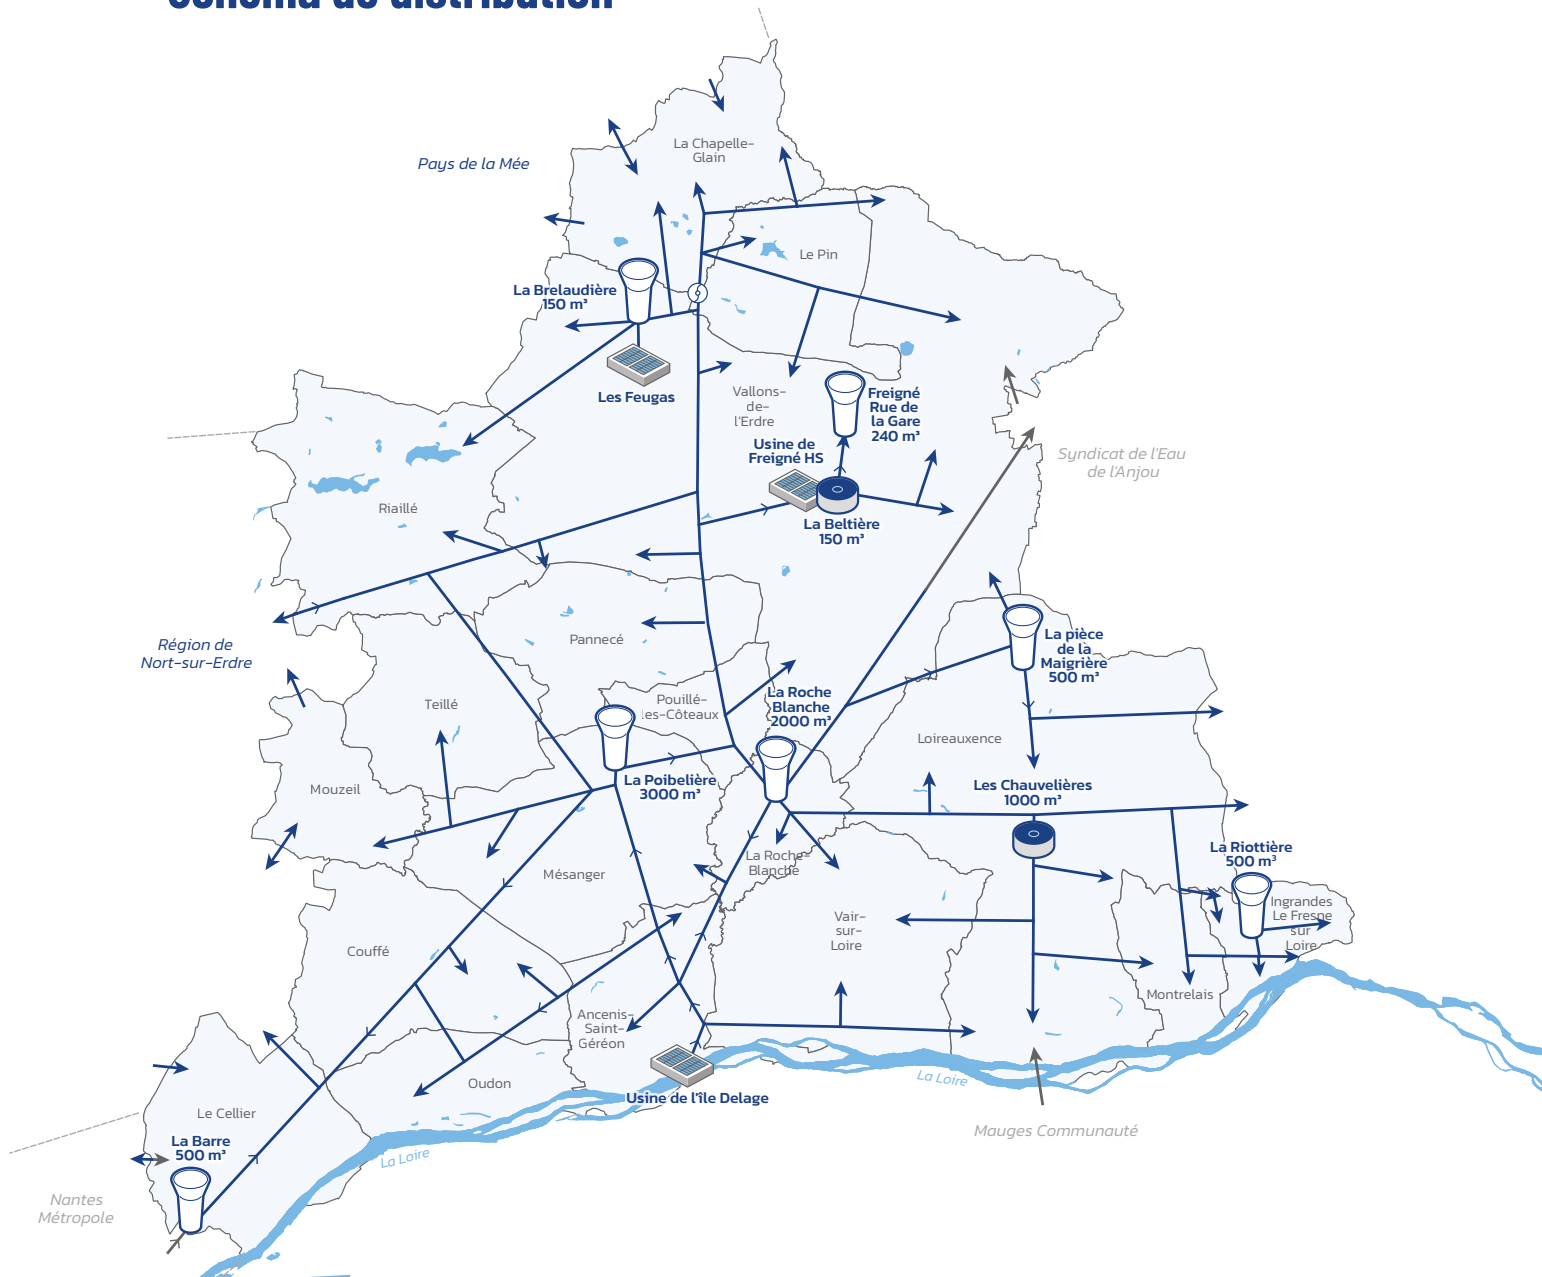 Schéma de distribution
La Chapelle-
Glain
Pays de la Mée
Le Pin
La Brelaudière
150 m³
Les Feugas
Vallons-
de-
l'Erdre
Freigné
Rue de
la Gare
240 m³
Usine de
Freigné HS
La Beltière
150 m³
Syndicat de l'Eau
de l'Anjou
Riaillé
Région de
Nort-sur-Erdre
Pannecé
La pièce
de la
Maigrière
500 m³
Teillé
Pouillé-
les-Côteaux
La Roche
Blanche
2000 m³
Loireauxence
Mouzeil
La Poibelière
3000 m³
Les Chauvelières
1000 m³
La Riottière
500 m³
La Roche-
Blanche
Mésanger
Ingrandes
Le Fresne
sur
Loire
Vair-
sur-
Loire
Couffé
Montrelais
Ancenis-
Saint-
Géréon
Oudon
La Loire
Usine de l'île Delage
Le Cellier
Mauges Communauté
La Barre
500 m³
La Loire
Nantes
Métropole